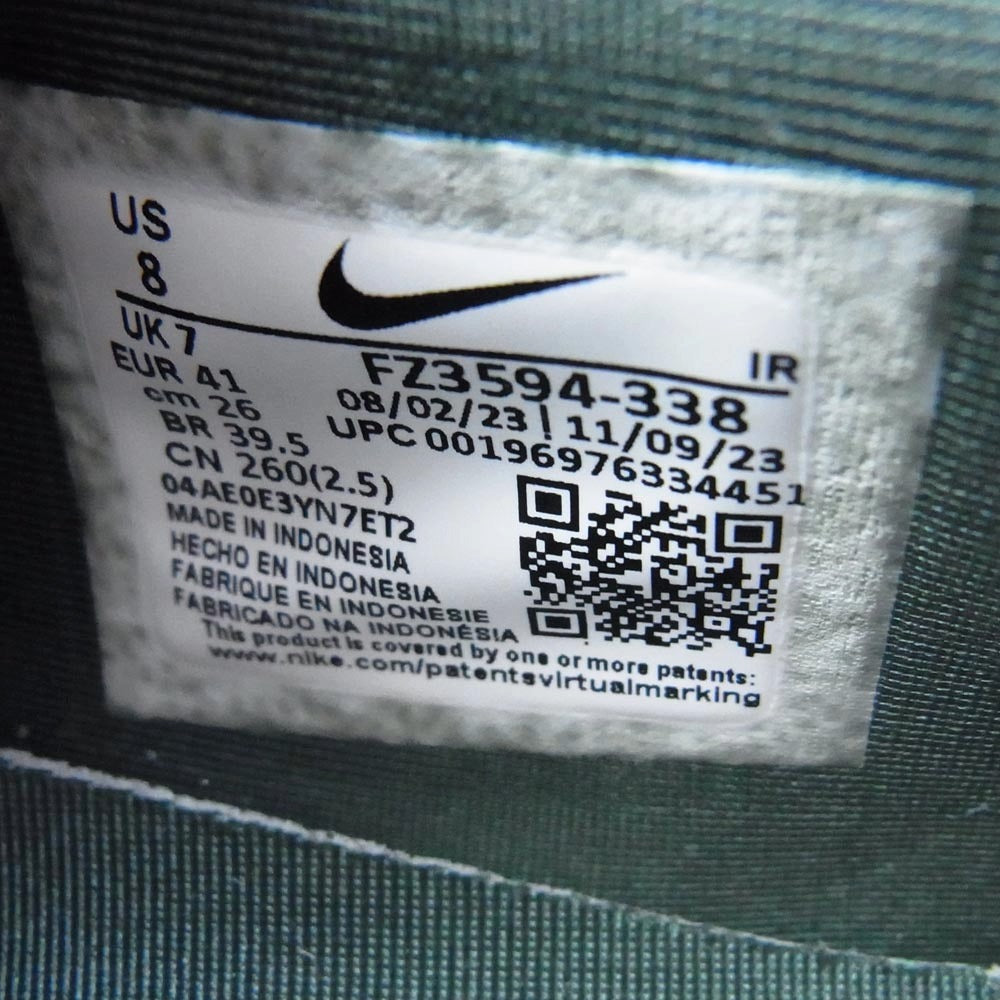 US
8
UK 7
IR
EUR 41
FZ3594-338
cm 26
08/02/23 | 11/09/23
BR 39.5
UPC 00196976334451
CN 260(2.5)
04AE0E3YN7ET2
MADE IN INDONESIA
HECHO EN INDONESIA
FABRIQUE EN INDONESIE
FABRICADO NA INDONÉSIA
This product is covered by one or more patents:
www.nike.com/patentsvirtualmarking